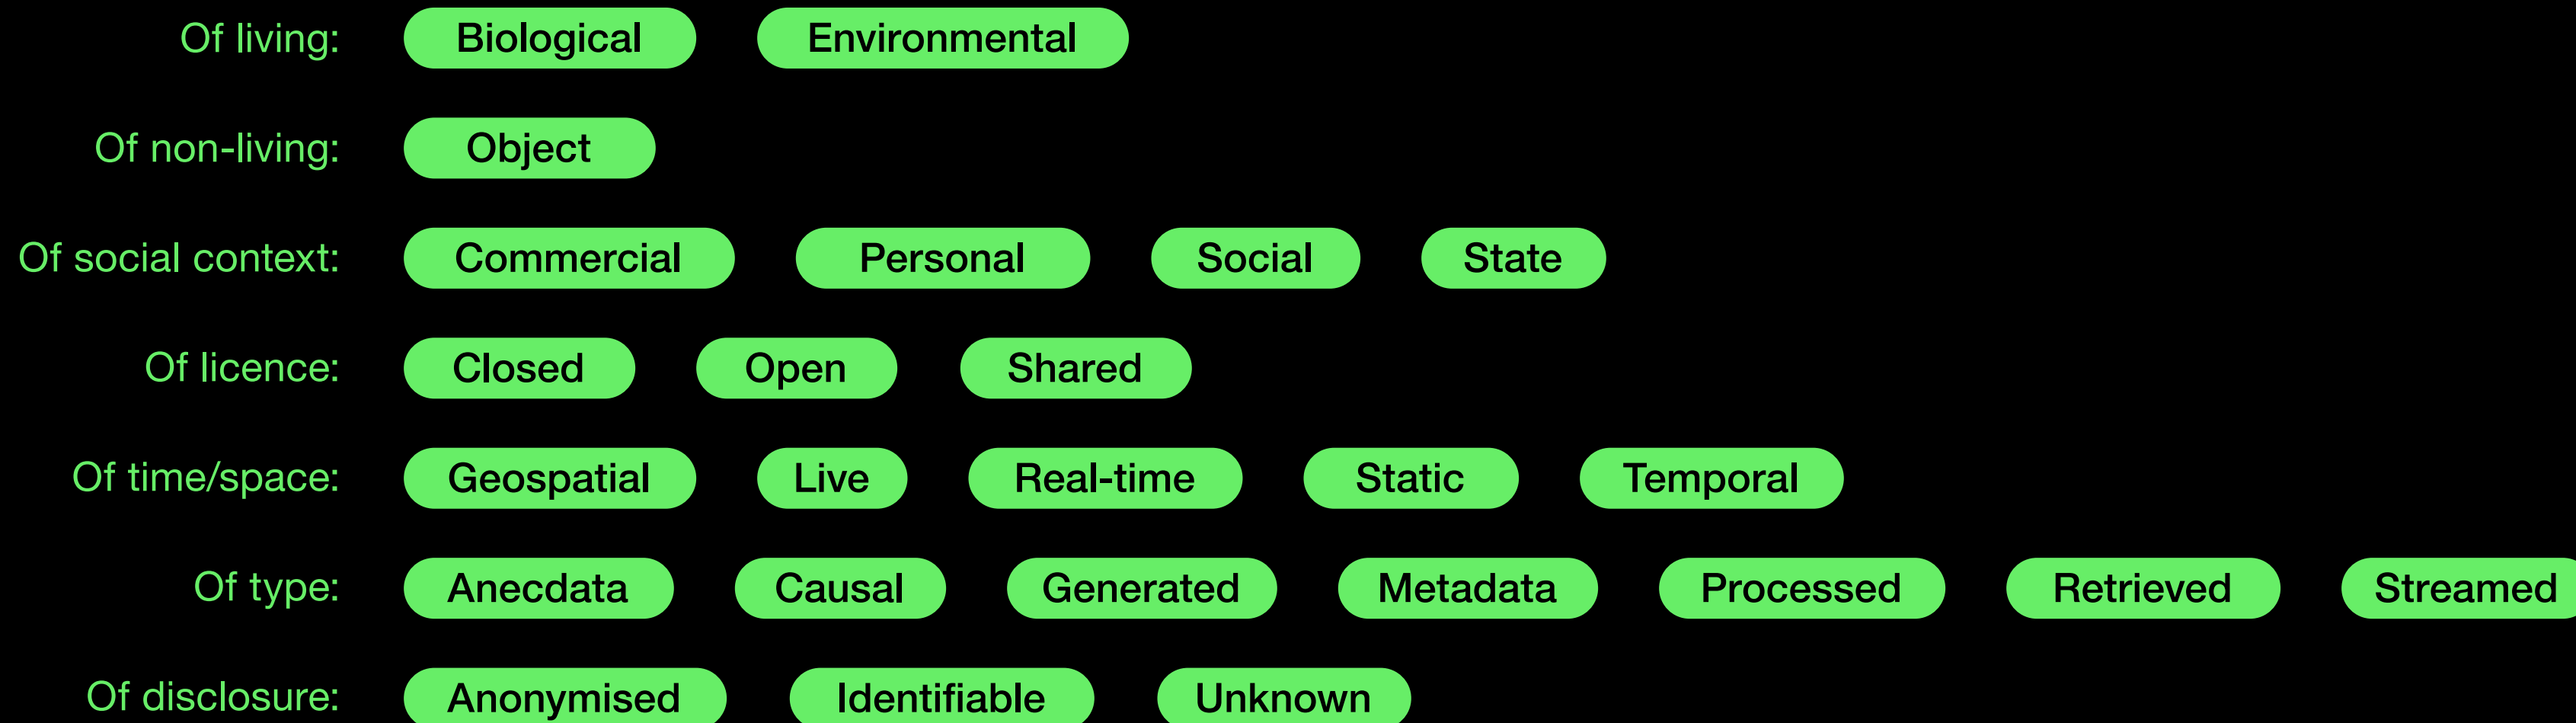 Of living: Biological Environmental
Of non-living: Object
Of social context: Commercial Personal Social State
Of licence: Closed Open Shared
Of time/space: Geospatial Live Real-time Static Temporal
Of type: Anecdata Causal Generated Metadata Processed Retrieved Streamed
Of disclosure: Anonymised Identifiable Unknown